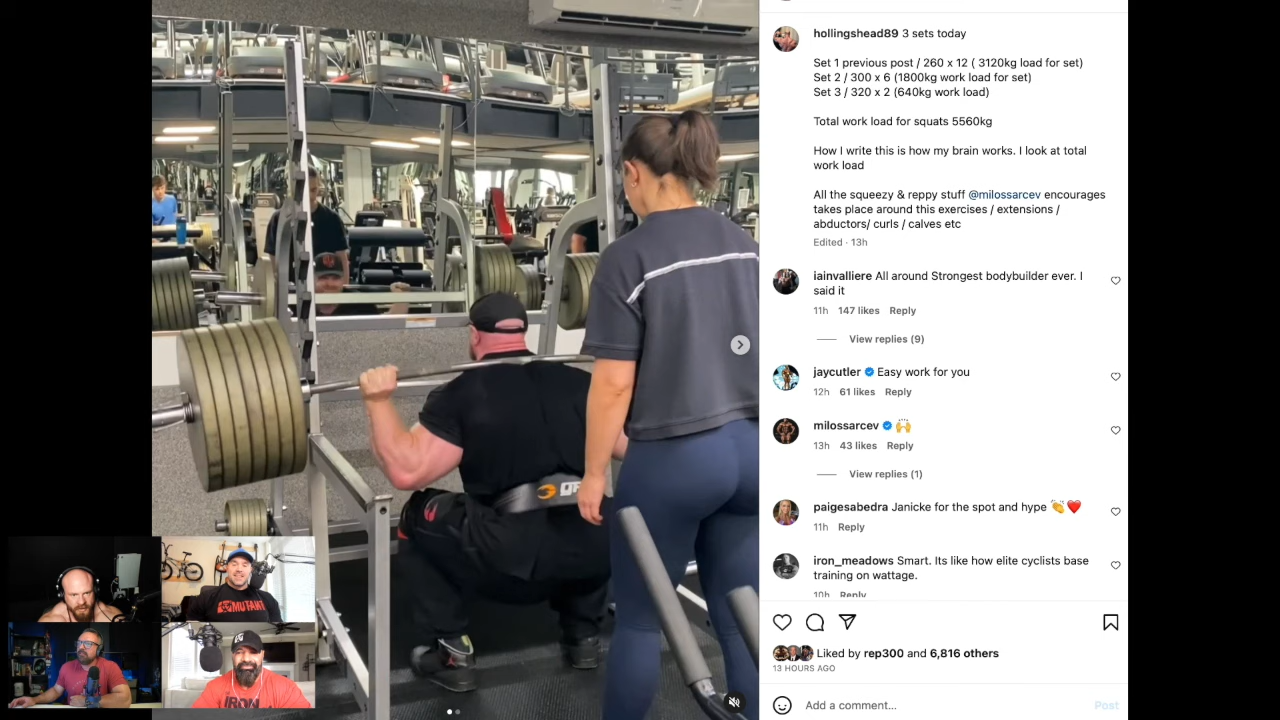 hollingshead89 3 sets today
Set 1 previous post / 260 x 12 ( 3120kg load for set)
Set 2 / 300 x 6 (1800kg work load for set)
Set 3 / 320 x 2 (640kg work load)
Total work load for squats 5560kg
How I write this is how my brain works. I look at total
work load
All the squeezy & reppy stuff @milossarcev encourages
takes place around this exercises / extensions /
abductors/ curls / calves etc
Edited · 13h
iainvalliere All around Strongest bodybuilder ever. I
said it
11h 147 likes Reply
View replies (9)
jaycutler Easy work for you
12h 61 likes Reply
milossarcev 🙌
13h 43 likes Reply
View replies (1)
paigesabedra Janicke for the spot and hype 👏❤️
11h Reply
iron_meadows Smart. Its like how elite cyclists base
training on wattage.
10h Reply
Liked by rep300 and 6,816 others
13 HOURS AGO
Add a comment... Post
MUTANT
IRON